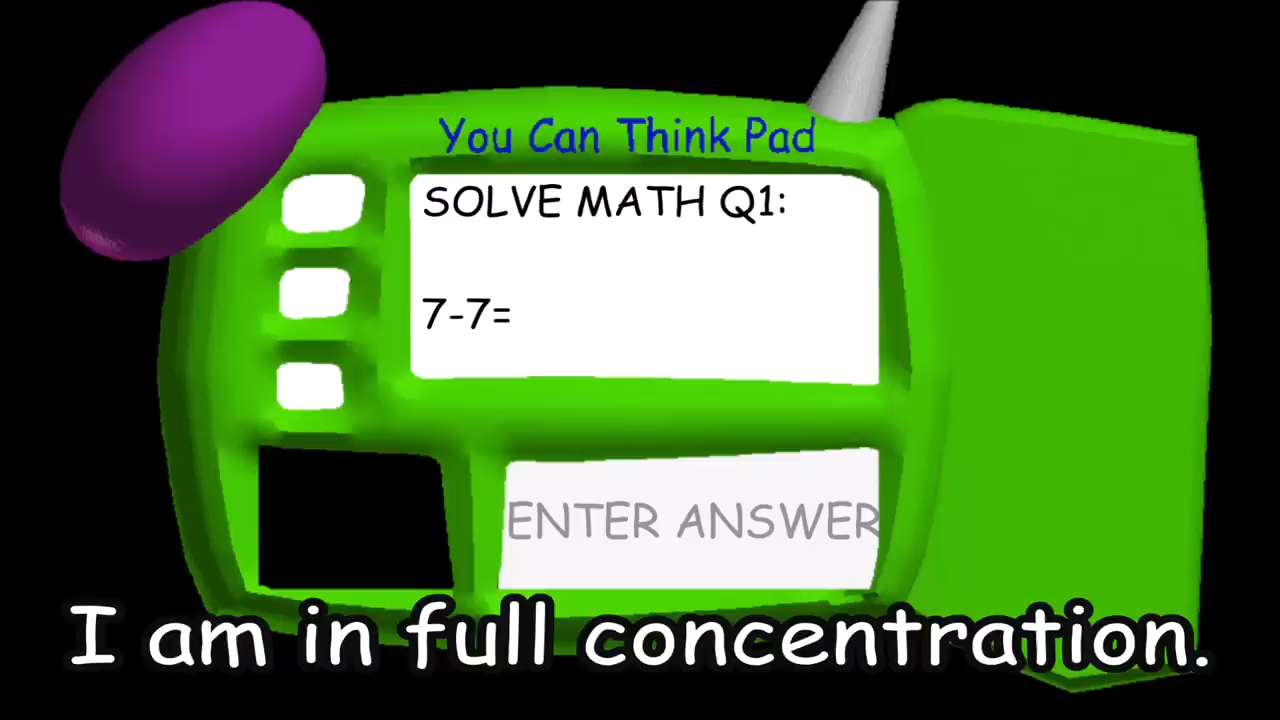 You Can Think Pad
SOLVE MATH Q1:
7-7=
ENTER ANSWER
I am in full concentration.